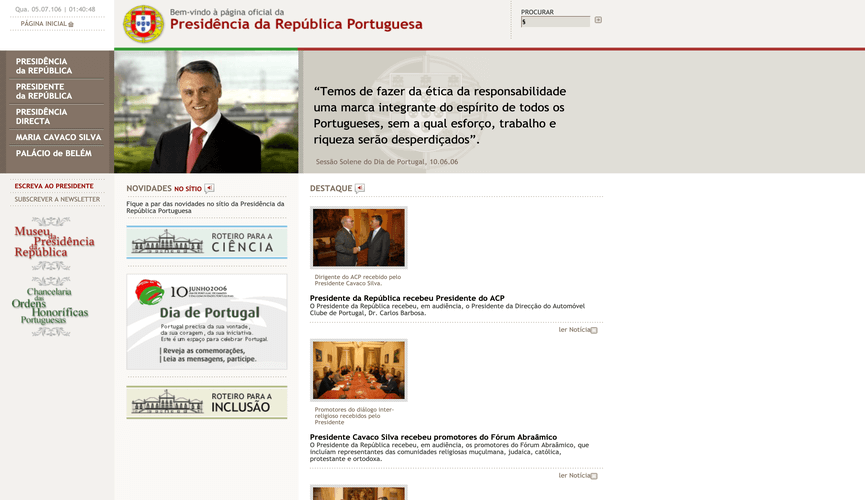 Qua. 05.07.106 | 01:40:48
PÁGINA INICIAL
Bem-vindo à página oficial da
Presidência da República Portuguesa
PROCURAR
s
PRESIDÊNCIA
da REPÚBLICA
PRESIDENTE
da REPÚBLICA
PRESIDÊNCIA
DIRECTA
MARIA CAVACO SILVA
PALÁCIO de BELÉM
“Temos de fazer da ética da responsabilidade
uma marca integrante do espírito de todos os
Portugueses, sem a qual esforço, trabalho e
riqueza serão desperdiçados”.
Sessão Solene do Dia de Portugal, 10.06.06
ESCREVA AO PRESIDENTE
SUBSCREVER A NEWSLETTER
Museu
da Presidência
da República
Chancelaria
das
Ordens
Honoríficas
Portuguesas
NOVIDADES NO SÍTIO
Fique a par das novidades no sítio da Presidência da
República Portuguesa
ROTEIRO PARA A
CIÊNCIA
10 JUNHO2006
Dia de Portugal
Portugal precisa da sua vontade,
da sua coragem, da sua iniciativa.
Este é um espaço para celebrar Portugal.
| Reveja as comemorações,
| Leia as mensagens, participe.
ROTEIRO PARA A
INCLUSÃO
DESTAQUE
Dirigente do ACP recebido pelo
Presidente Cavaco Silva.
Presidente da República recebeu Presidente do ACP
O Presidente da República recebeu, em audiência, o Presidente da Direcção do Automóvel
Clube de Portugal, Dr. Carlos Barbosa.
ler Notícia
Promotores do diálogo inter-
religioso recebidos pelo
Presidente
Presidente Cavaco Silva recebeu promotores do Fórum Abraâmico
O Presidente da República recebeu, em audiência, os promotores do Fórum Abraâmico, que
incluíam representantes das comunidades religiosas muçulmana, judaica, católica,
protestante e ortodoxa.
ler Notícia